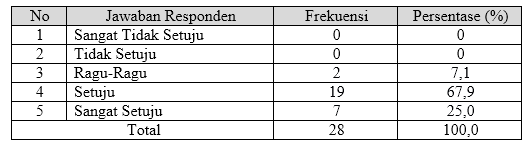 No Jawaban Responden Frekuensi Persentase (%)
1 Sangat Tidak Setuju 0 0
2 Tidak Setuju 0 0
3 Ragu-Ragu 2 7,1
4 Setuju 19 67,9
5 Sangat Setuju 7 25,0
Total 28 100,0